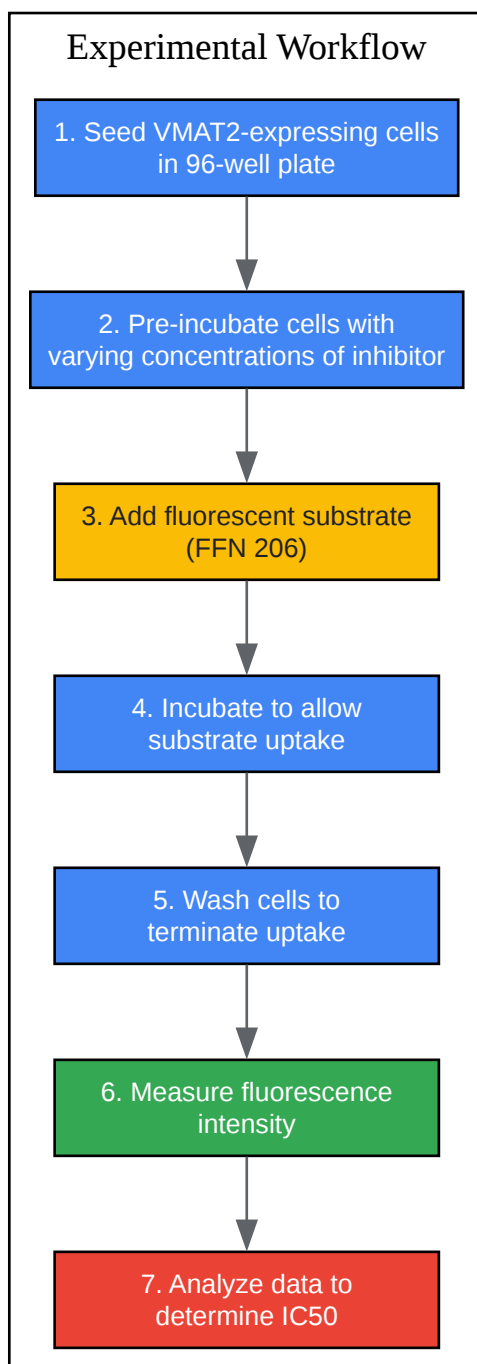 Experimental Workflow
1. Seed VMAT2-expressing cells
in 96-well plate
2. Pre-incubate cells with
varying concentrations of inhibitor
3. Add fluorescent substrate
(FFN 206)
4. Incubate to allow
substrate uptake
5. Wash cells to
terminate uptake
6. Measure fluorescence
intensity
7. Analyze data to
determine IC50